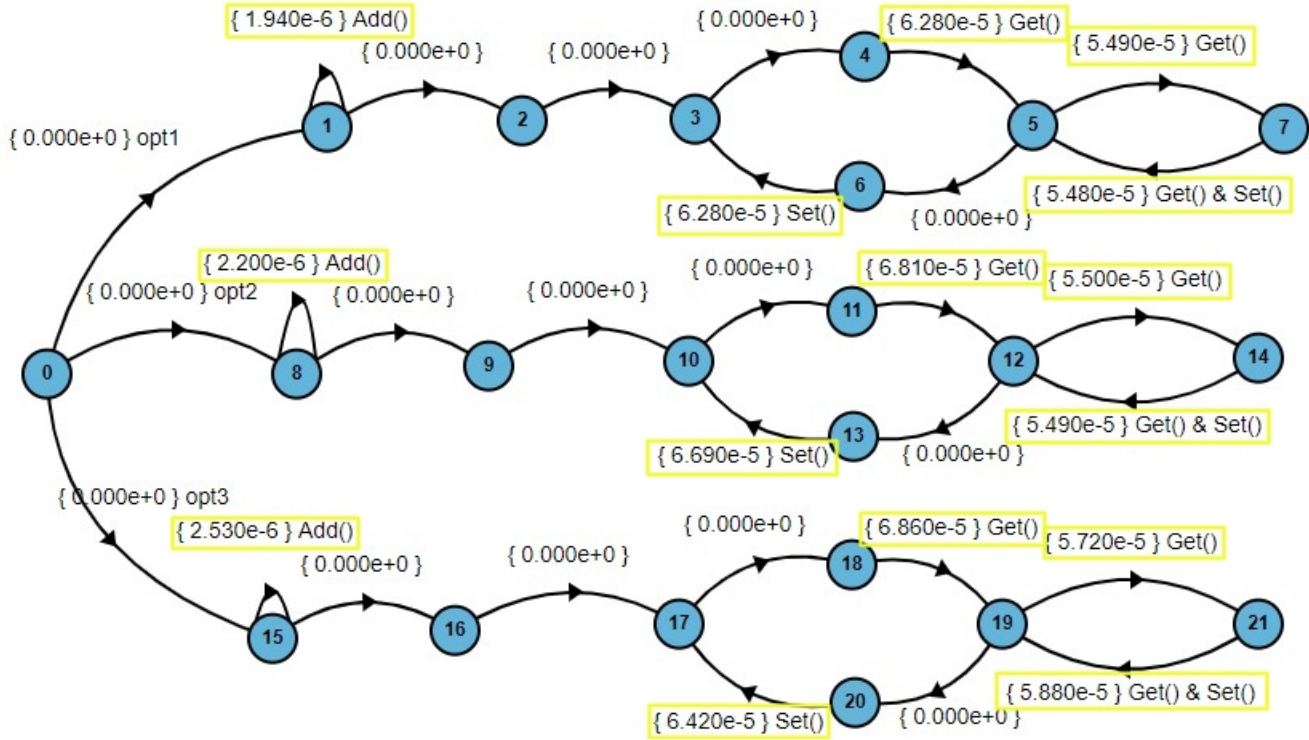 { 1.940e-6 } Add()
{ 0.000e+0 }
{ 0.000e+0 }
{ 0.000e+0 }
{ 6.280e-5 } Get()
{ 5.490e-5 } Get()
{ 0.000e+0 } opt1
1
2
3
4
5
6
7
{ 6.280e-5 } Set()
{ 0.000e+0 }
{ 5.480e-5 } Get() & Set()
{ 2.200e-6 } Add()
{ 0.000e+0 } opt2
{ 0.000e+0 }
{ 0.000e+0 }
{ 0.000e+0 }
{ 6.810e-5 } Get()
{ 5.500e-5 } Get()
0
8
9
10
11
12
13
14
{ 6.690e-5 } Set()
{ 0.000e+0 }
{ 5.490e-5 } Get() & Set()
{ 0.000e+0 } opt3
{ 2.530e-6 } Add()
{ 0.000e+0 }
{ 0.000e+0 }
{ 0.000e+0 }
{ 6.860e-5 } Get()
{ 5.720e-5 } Get()
15
16
17
18
19
20
21
{ 6.420e-5 } Set()
{ 0.000e+0 }
{ 5.880e-5 } Get() & Set()